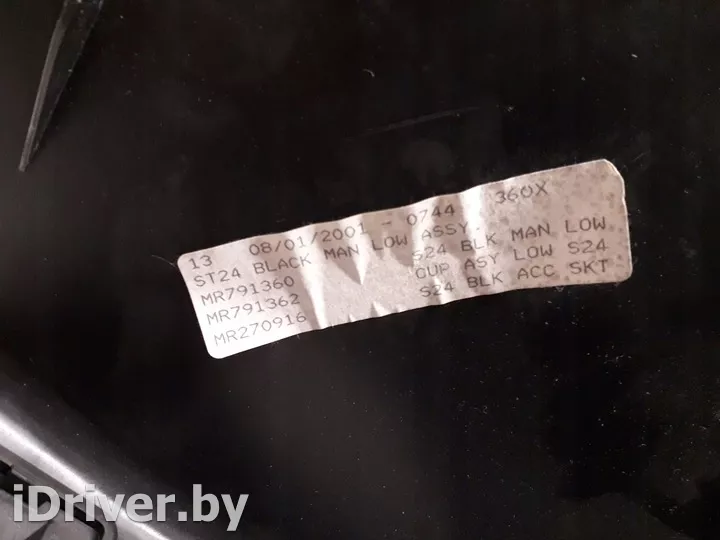 13 08/01/2001 - 0744 360X
ST24 BLACK MAN LOW ASSY.
MR791360 S24 BLK MAN LOW
MR791362 CUP ASY LOW S24
MR270916 S24 BLK ACC SKT
iDriver.by